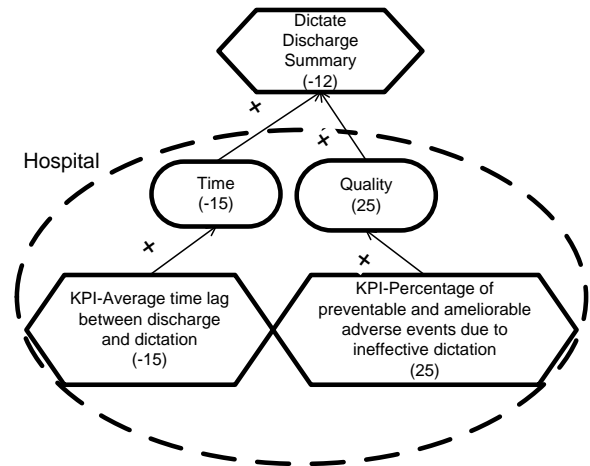 Dictate
Discharge
Summary
(-12)
Hospital
Time
(-15)
Quality
(25)
KPI-Average time lag
between discharge
and dictation
(-15)
KPI-Percentage of
preventable and ameliorable
adverse events due to
ineffective dictation
(25)